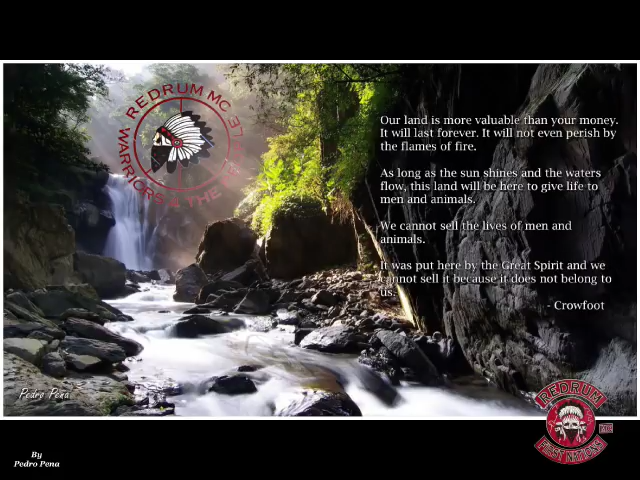 REDRUM MC
WARRIORS 4 THE PEOPLE
Our land is more valuable than your money.
It will last forever. It will not even perish by
the flames of fire.
As long as the sun shines and the waters
flow, this land will be here to give life to
men and animals.
We cannot sell the lives of men and
animals.
It was put here by the Great Spirit and we
cannot sell it because it does not belong to
us.
- Crowfoot
Pedro Pena
REDRUM
MC
FIRST NATIONS
By
Pedro Pena